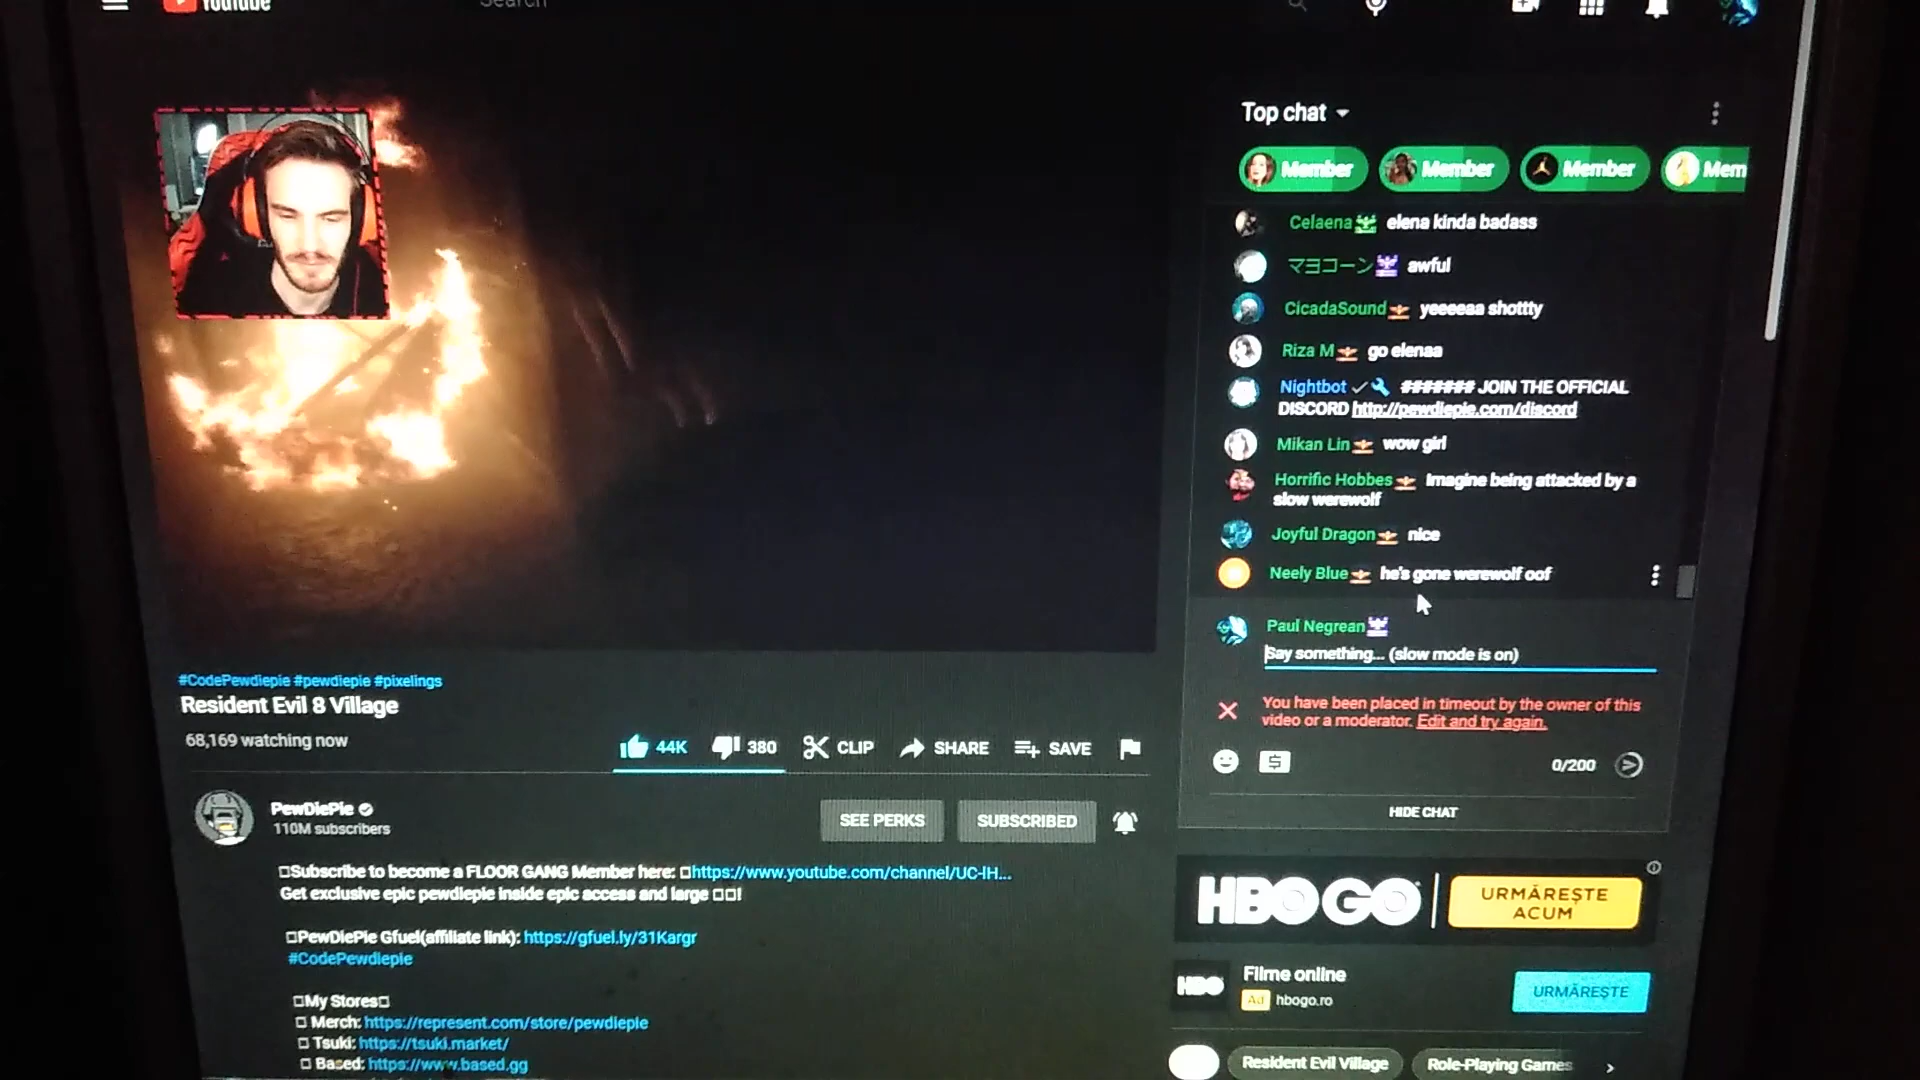 YouTube
Search
Top chat
Member Member Member Mem
Celaena elena kinda badass
マヨコーン awful
CicadaSound yeeeeaa shottty
Riza M go elenaa
Nightbot ####### JOIN THE OFFICIAL
DISCORD http://pewdiepie.com/discord
Mikan Lin wow girl
Horrific Hobbes Imagine being attacked by a
slow werewolf
Joyful Dragon nice
Neely Blue he's gone werewolf oof
Paul Negrean
Say something... (slow mode is on)
You have been placed in timeout by the owner of this
video or a moderator. Edit and try again.
0/200
HIDE CHAT
#CodePewdiepie #pewdiepie #pixelings
Resident Evil 8 Village
68,169 watching now
44K 380 CLIP SHARE SAVE
PewDiePie
110M subscribers
SEE PERKS SUBSCRIBED
Subscribe to become a FLOOR GANG Member here: https://www.youtube.com/channel/UC-lH...
Get exclusive epic pewdiepie inside epic access and large !
PewDiePie Gfuel(affiliate link): https://gfuel.ly/31Kargr
#CodePewdiepie
My Stores
Merch: https://represent.com/store/pewdiepie
Tsuki: https://tsuki.market/
Based: https://www.based.gg
HBO GO
URMĂREȘTE
ACUM
HBO
Filme online
Ad hbogo.ro
URMĂREȘTE
Resident Evil Village Role-Playing Games